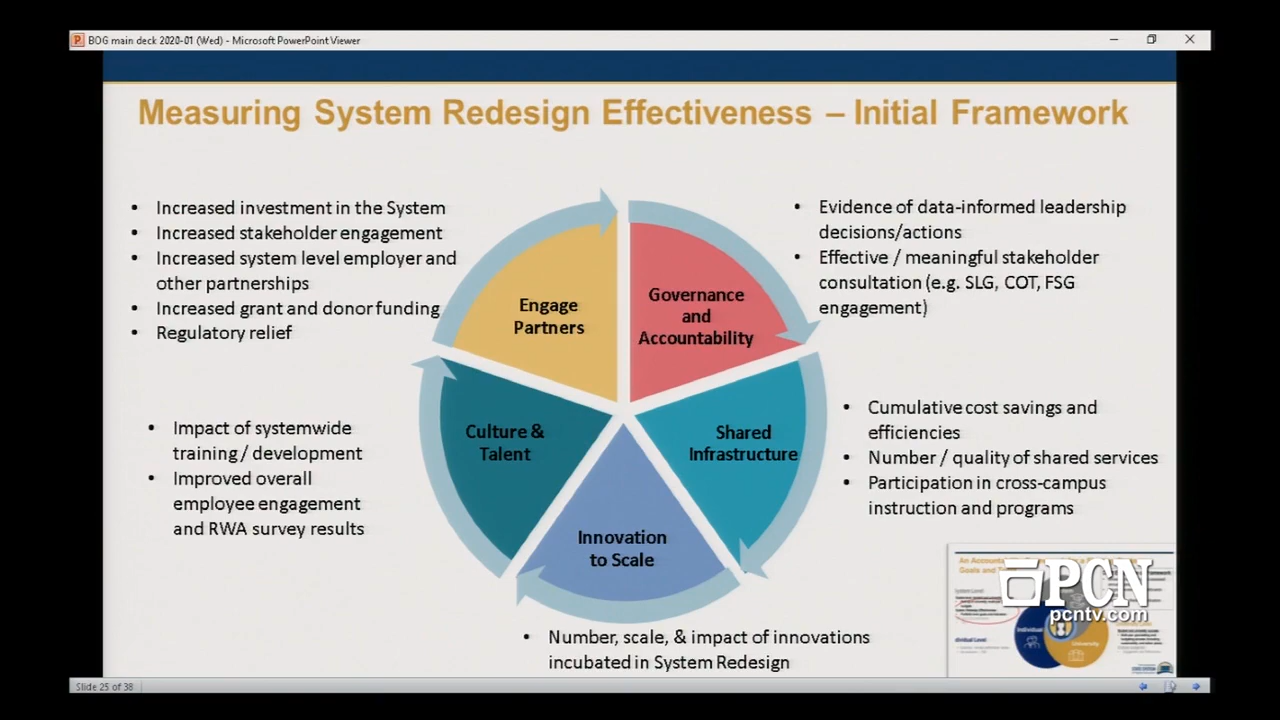 BOG main deck 2020-01 (Wed) - Microsoft PowerPoint Viewer
Measuring System Redesign Effectiveness – Initial Framework
• Increased investment in the System
• Increased stakeholder engagement
• Increased system level employer and
other partnerships
• Increased grant and donor funding
• Regulatory relief
• Evidence of data-informed leadership
decisions/actions
• Effective / meaningful stakeholder
consultation (e.g. SLG, COT, FSG
engagement)
Engage
Partners
Governance
and
Accountability
Culture &
Talent
Shared
Infrastructure
Innovation
to Scale
• Impact of systemwide
training / development
• Improved overall
employee engagement
and RWA survey results
• Cumulative cost savings and
efficiencies
• Number / quality of shared services
• Participation in cross-campus
instruction and programs
• Number, scale, & impact of innovations
incubated in System Redesign
PCN
pcntv.com
Individual
University
Slide 25 of 38